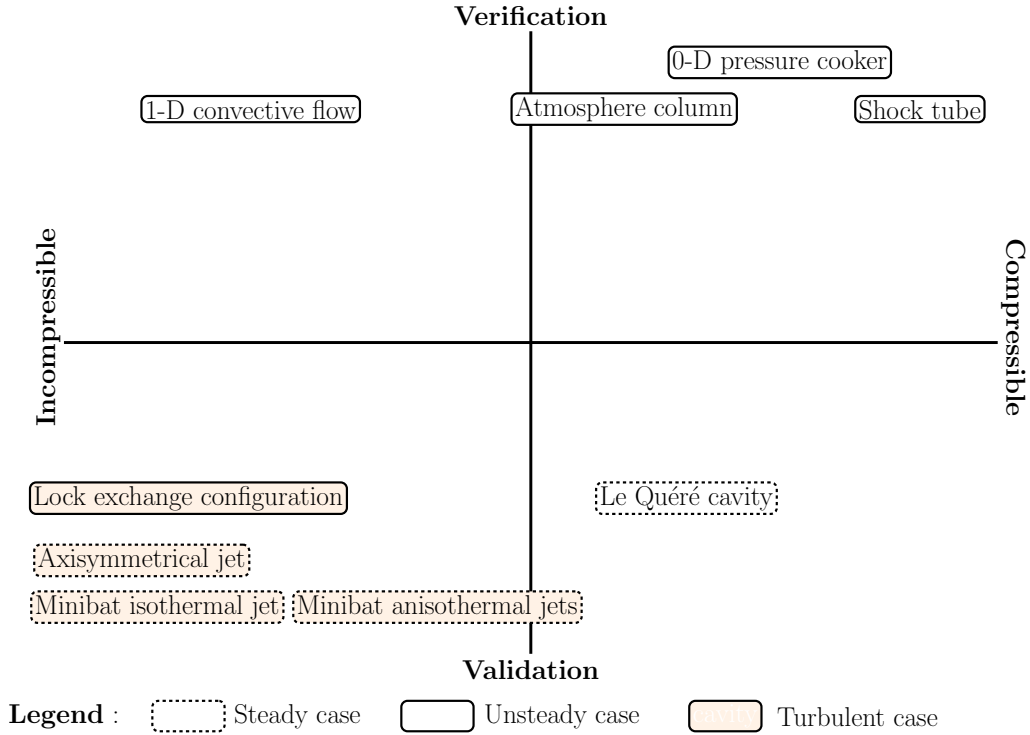 Verification
0-D pressure cooker
1-D convective flow
Atmosphere column
Shock tube
Incompressible
Compressible
Lock exchange configuration
Le Quéré cavity
Axisymmetrical jet
Minibat isothermal jet
Minibat anisothermal jets
Validation
Legend : Steady case Unsteady case Turbulent case